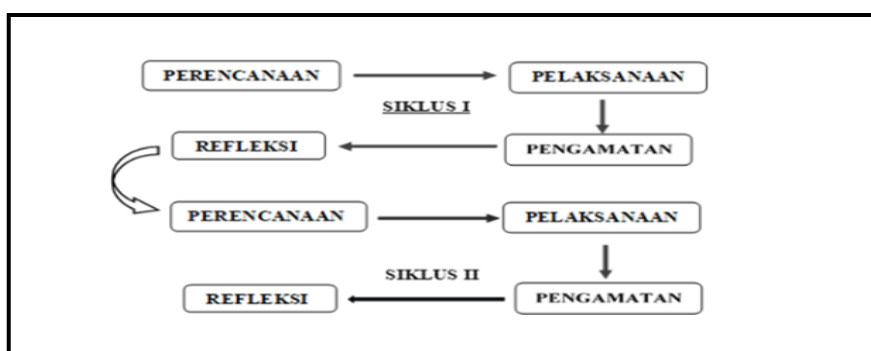 PERENCANAAN
PELAKSANAAN
SIKLUS I
REFLEKSI
PENGAMATAN
PERENCANAAN
PELAKSANAAN
SIKLUS II
REFLEKSI
PENGAMATAN